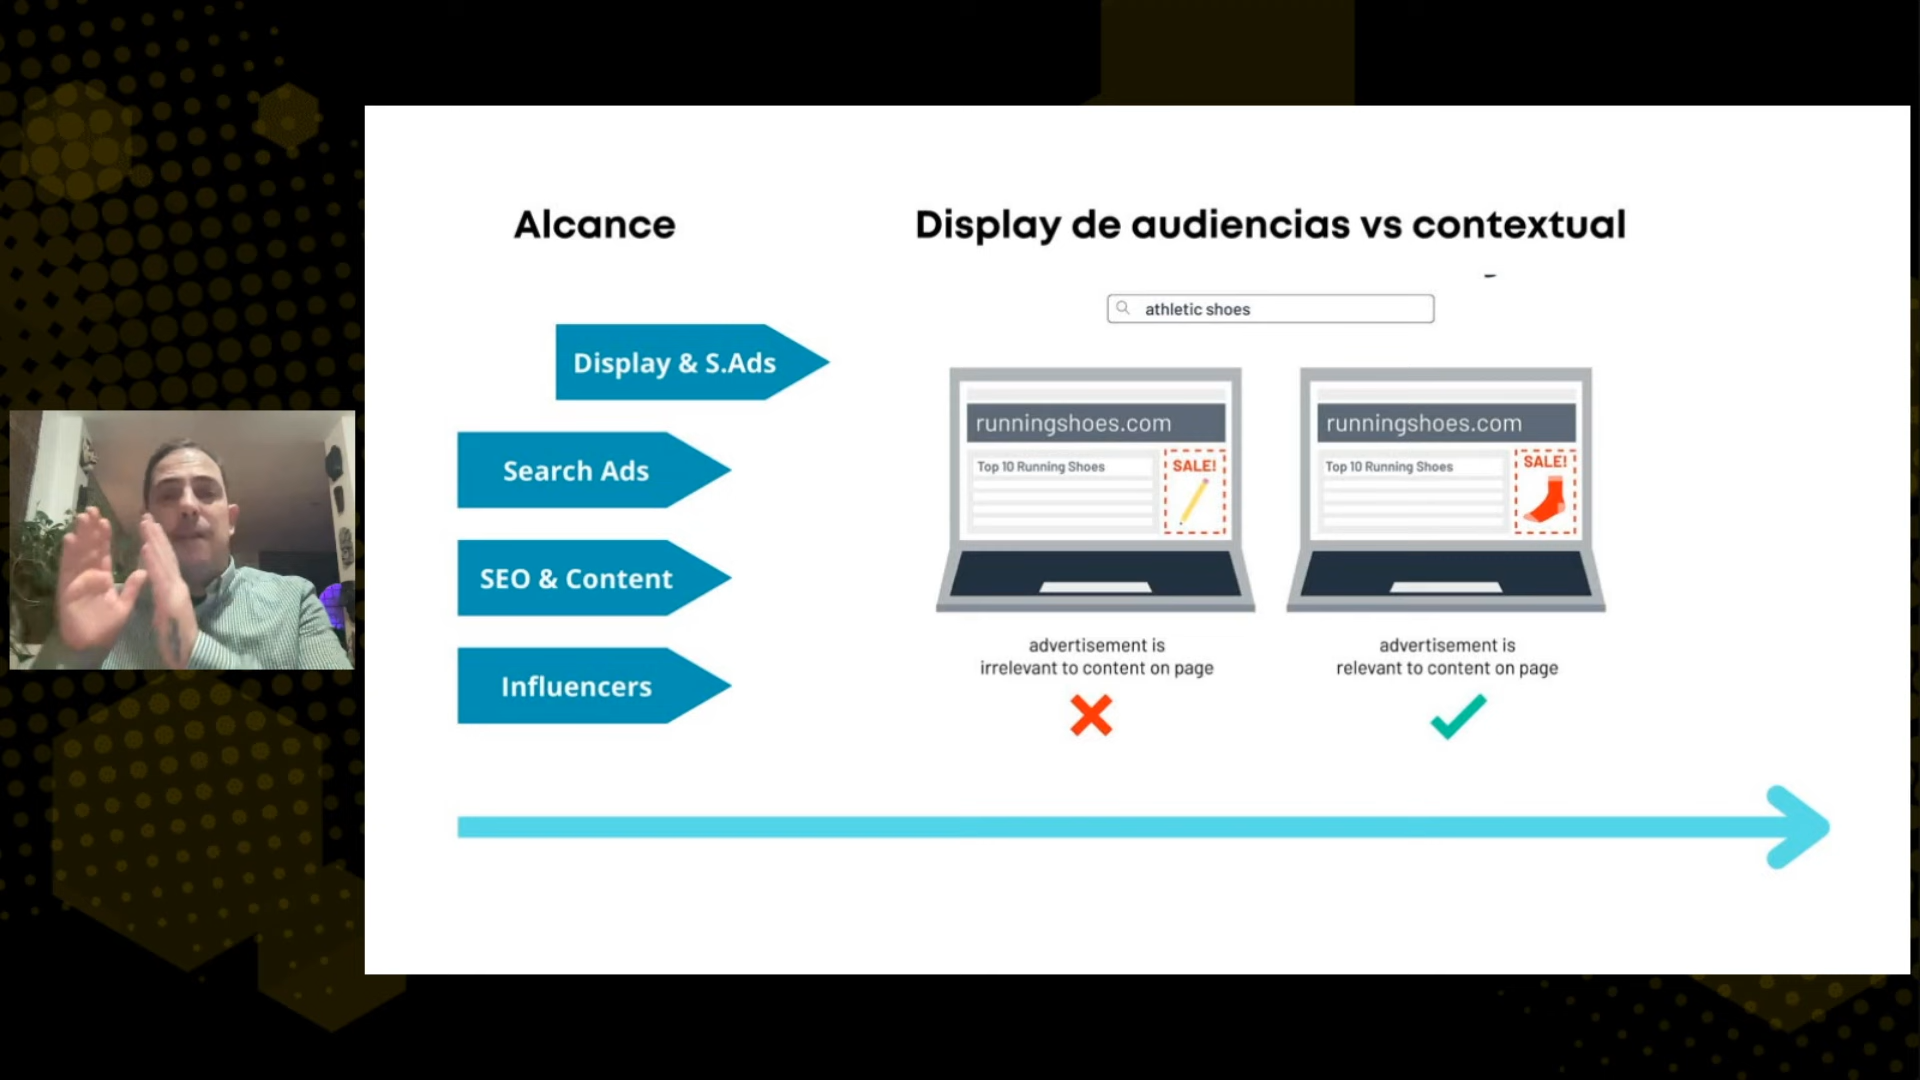 Alcance
Display & S.Ads
Search Ads
SEO & Content
Influencers
Display de audiencias vs contextual
athletic shoes
runningshoes.com
Top 10 Running Shoes
SALE!
advertisement is
irrelevant to content on page
runningshoes.com
Top 10 Running Shoes
SALE!
advertisement is
relevant to content on page